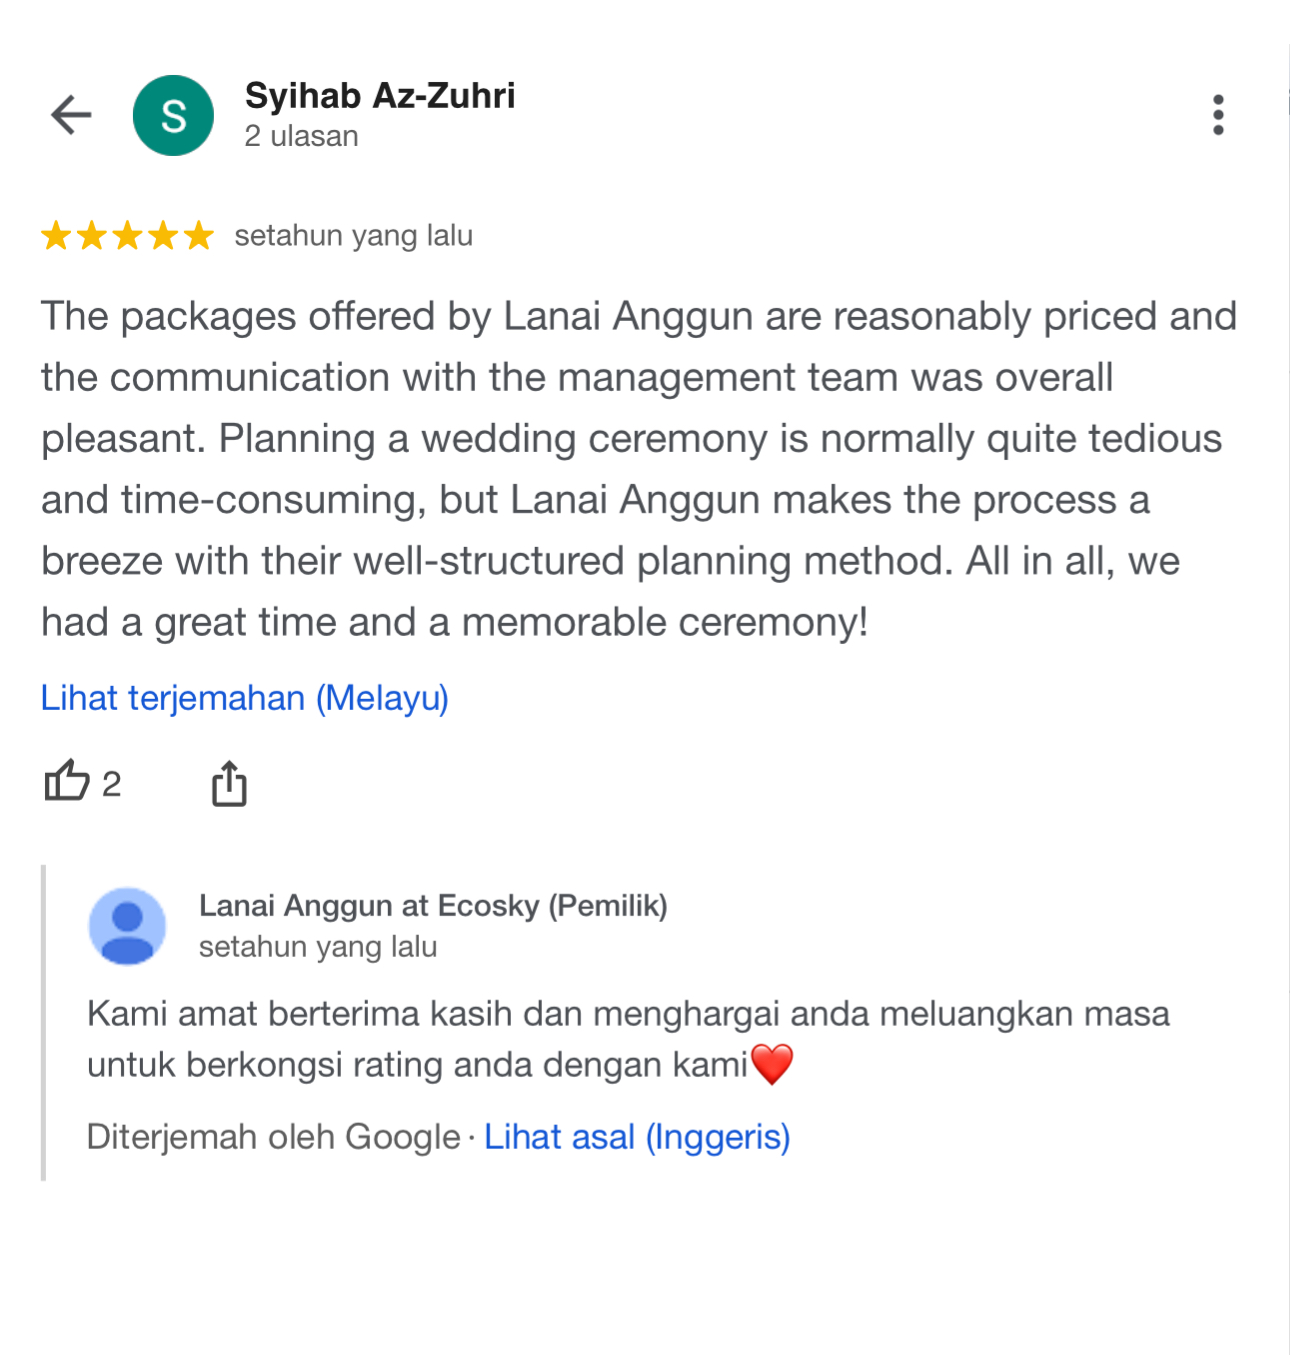 Syihab Az-Zuhri
2 ulasan
setahun yang lalu
The packages offered by Lanai Anggun are reasonably priced and
the communication with the management team was overall
pleasant. Planning a wedding ceremony is normally quite tedious
and time-consuming, but Lanai Anggun makes the process a
breeze with their well-structured planning method. All in all, we
had a great time and a memorable ceremony!
Lihat terjemahan (Melayu)
2
Lanai Anggun at Ecosky (Pemilik)
setahun yang lalu
Kami amat berterima kasih dan menghargai anda meluangkan masa
untuk berkongsi rating anda dengan kami❤️
Diterjemah oleh Google · Lihat asal (Inggeris)